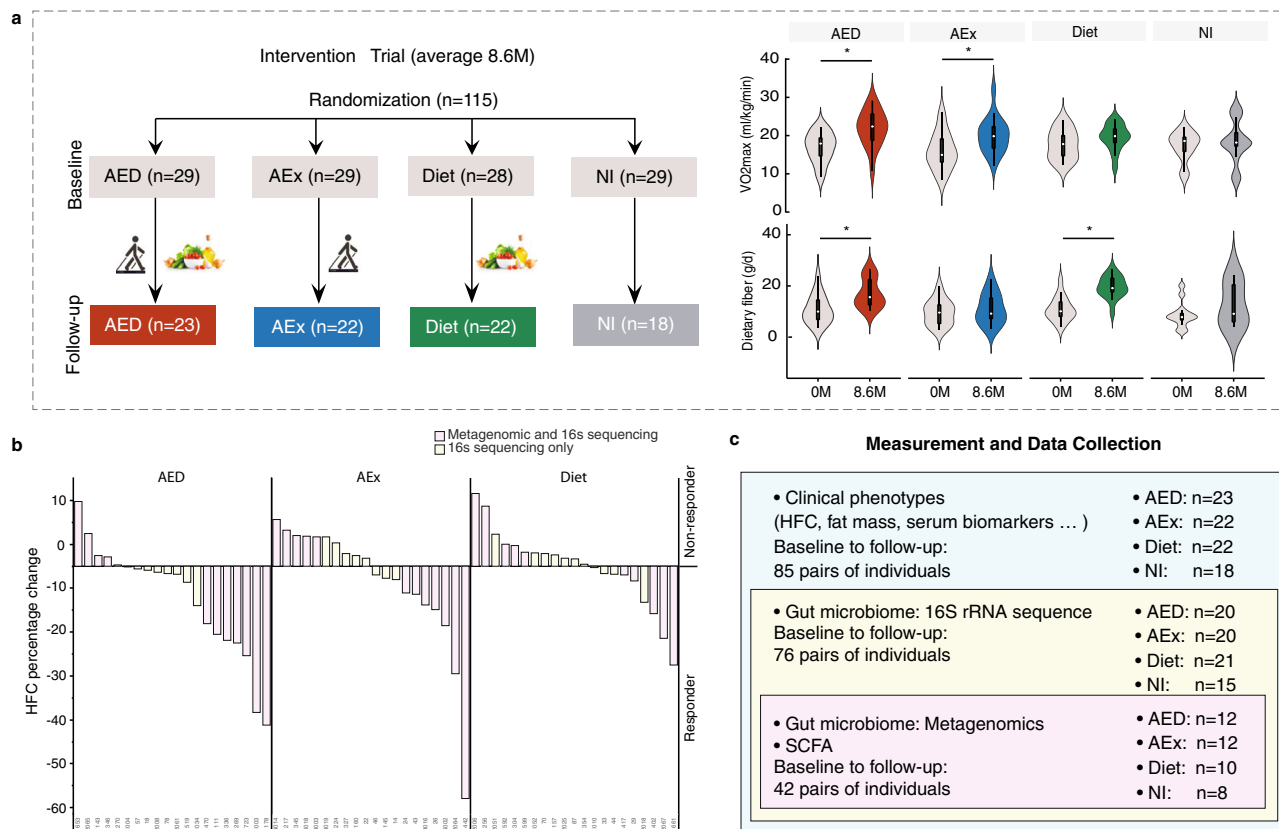 a
Intervention Trial (average 8.6M)
Randomization (n=115)
Baseline
AED (n=29)
AEx (n=29)
Diet (n=28)
NI (n=29)
Follow-up
AED (n=23)
AEx (n=22)
Diet (n=22)
NI (n=18)
AED
AEx
Diet
NI
VO2max (ml/kg/min)
40
30
20
10
0
*
*
Dietary fiber (g/d)
40
20
0
*
*
0M 8.6M
0M 8.6M
0M 8.6M
0M 8.6M
b
Metagenomic and 16s sequencing
16s sequencing only
AED
AEx
Diet
HFC percentage change
10
0
-10
-20
-30
-40
-50
-60
Non-responder
Responder
c
Measurement and Data Collection
• Clinical phenotypes
(HFC, fat mass, serum biomarkers ... )
Baseline to follow-up:
85 pairs of individuals
• AED: n=23
• AEx: n=22
• Diet: n=22
• NI: n=18
• Gut microbiome: 16S rRNA sequence
Baseline to follow-up:
76 pairs of individuals
• AED: n=20
• AEx: n=20
• Diet: n=21
• NI: n=15
• Gut microbiome: Metagenomics
• SCFA
Baseline to follow-up:
42 pairs of individuals
• AED: n=12
• AEx: n=12
• Diet: n=10
• NI: n=8